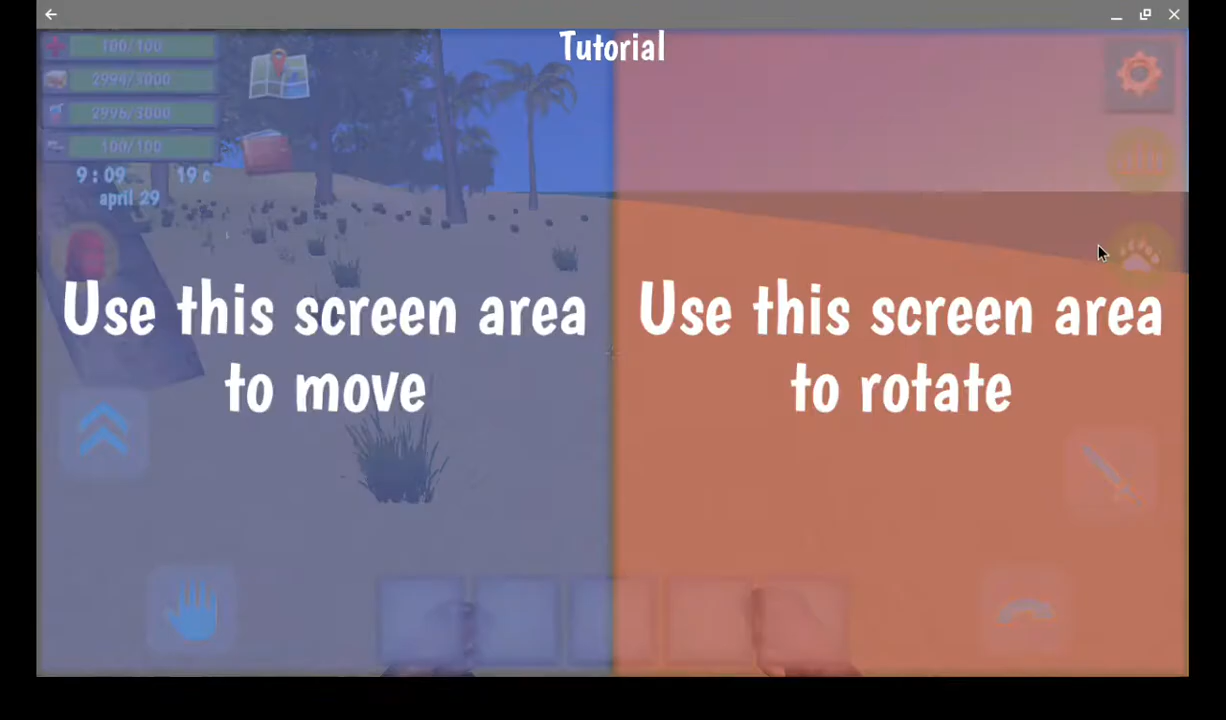 Tutorial
100/100
2994/3000
2996/3000
100/100
9 : 09 19 c
april 29
Use this screen area
to move
Use this screen area
to rotate